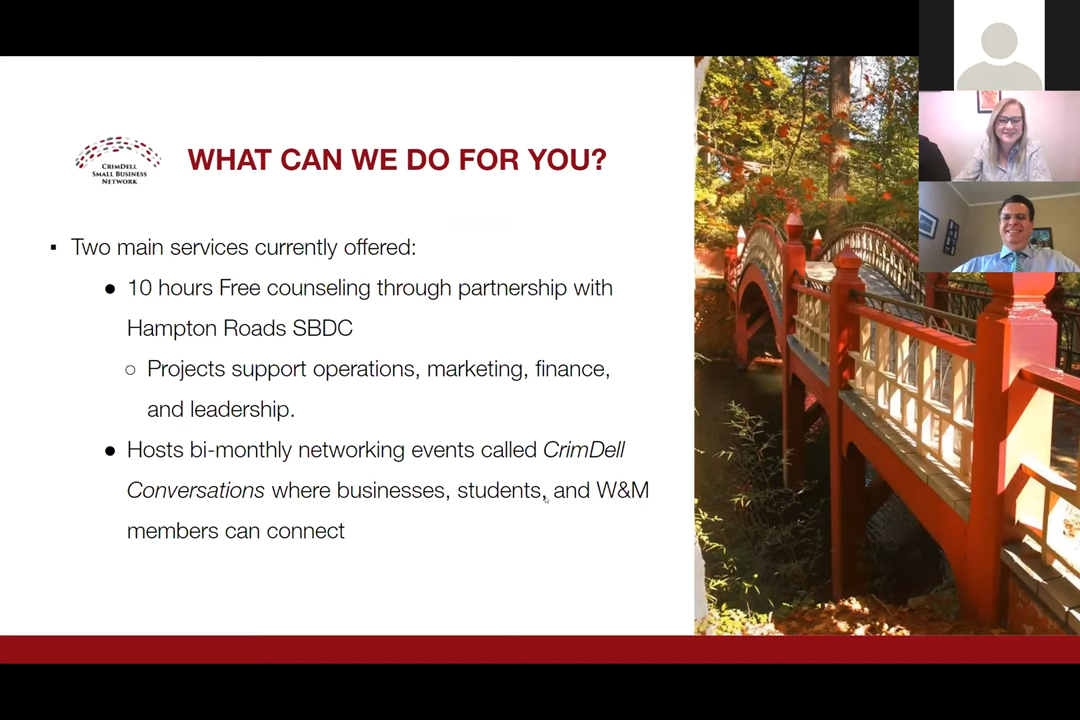 CRIMDELL
SMALL BUSINESS
NETWORK
WHAT CAN WE DO FOR YOU?
▪ Two main services currently offered:
● 10 hours Free counseling through partnership with
Hampton Roads SBDC
○ Projects support operations, marketing, finance,
and leadership.
● Hosts bi-monthly networking events called CrimDell
Conversations where businesses, students, and W&M
members can connect